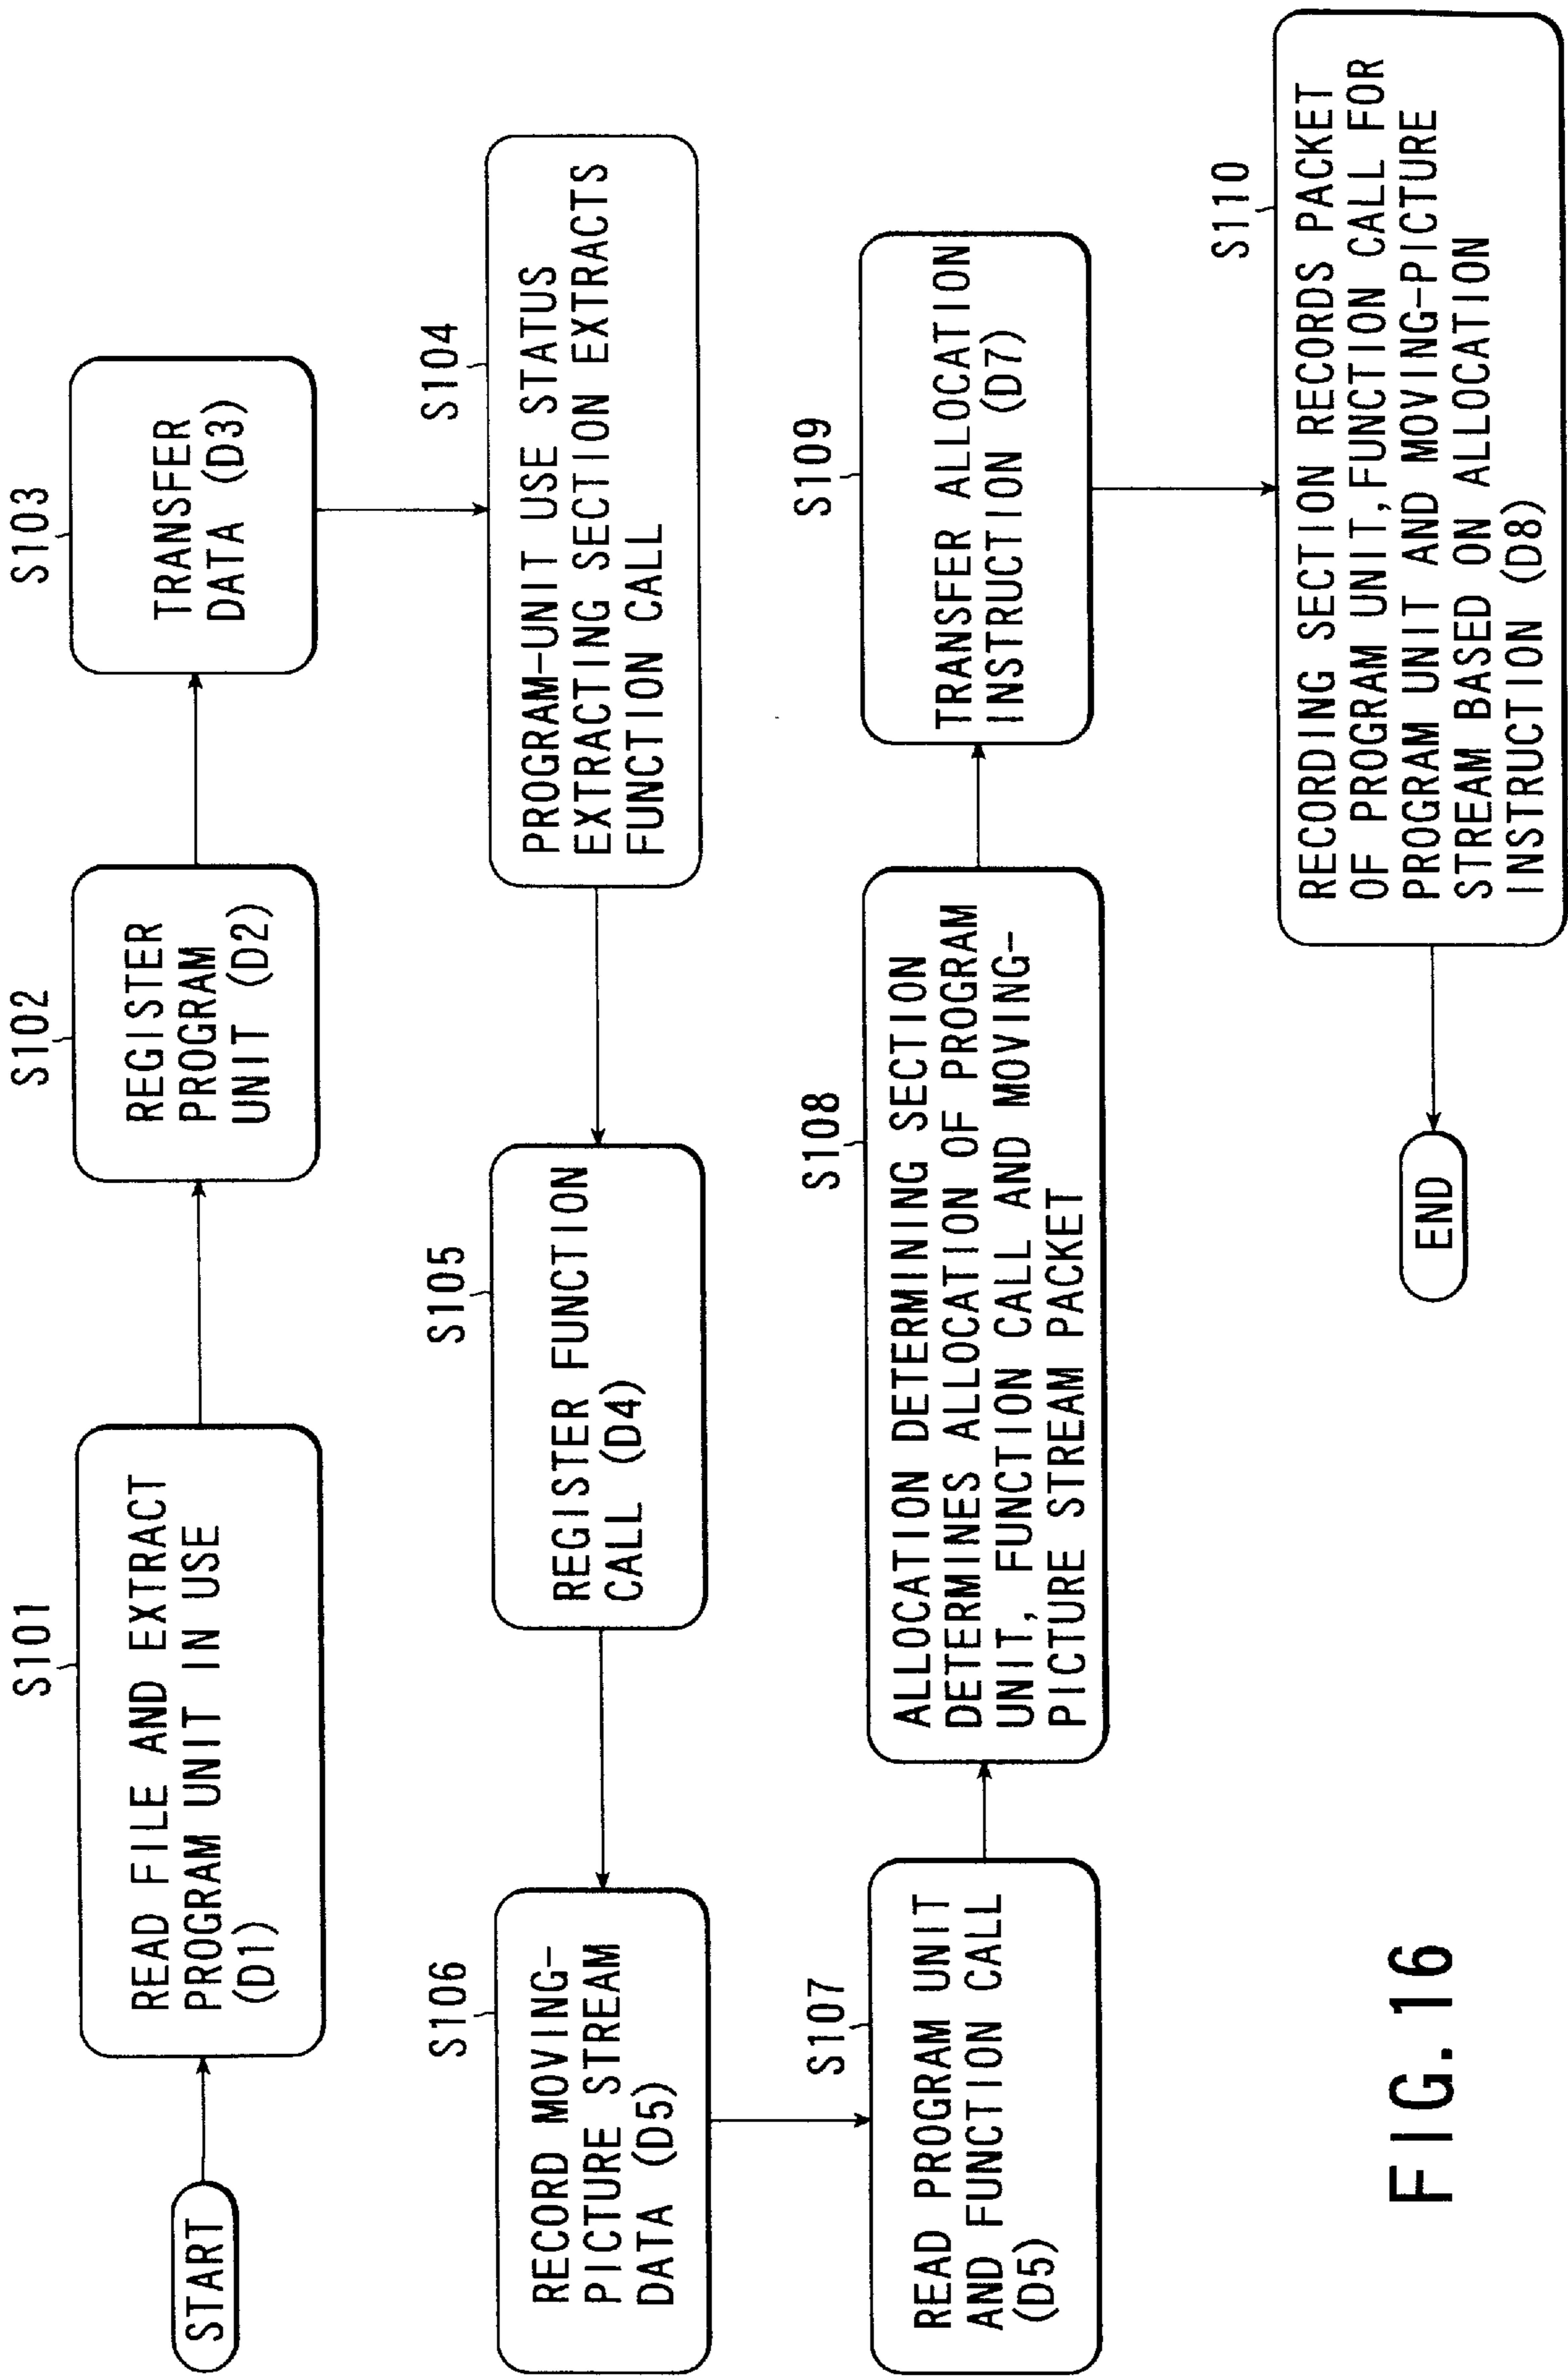 START
S101
READ FILE AND EXTRACT
PROGRAM UNIT IN USE
(D1)
S102
REGISTER
PROGRAM
UNIT (D2)
S103
TRANSFER
DATA (D3)
S104
PROGRAM-UNIT USE STATUS
EXTRACTING SECTION EXTRACTS
FUNCTION CALL
S105
REGISTER FUNCTION
CALL (D4)
S106
RECORD MOVING-
PICTURE STREAM
DATA (D5)
S107
READ PROGRAM UNIT
AND FUNCTION CALL
(D5)
S108
ALLOCATION DETERMINING SECTION
DETERMINES ALLOCATION OF PROGRAM
UNIT, FUNCTION CALL AND MOVING-
PICTURE STREAM PACKET
S109
TRANSFER ALLOCATION
INSTRUCTION (D7)
S110
RECORDING SECTION RECORDS PACKET
OF PROGRAM UNIT,FUNCTION CALL FOR
PROGRAM UNIT AND MOVING-PICTURE
STREAM BASED ON ALLOCATION
INSTRUCTION (D8)
END
FIG.16